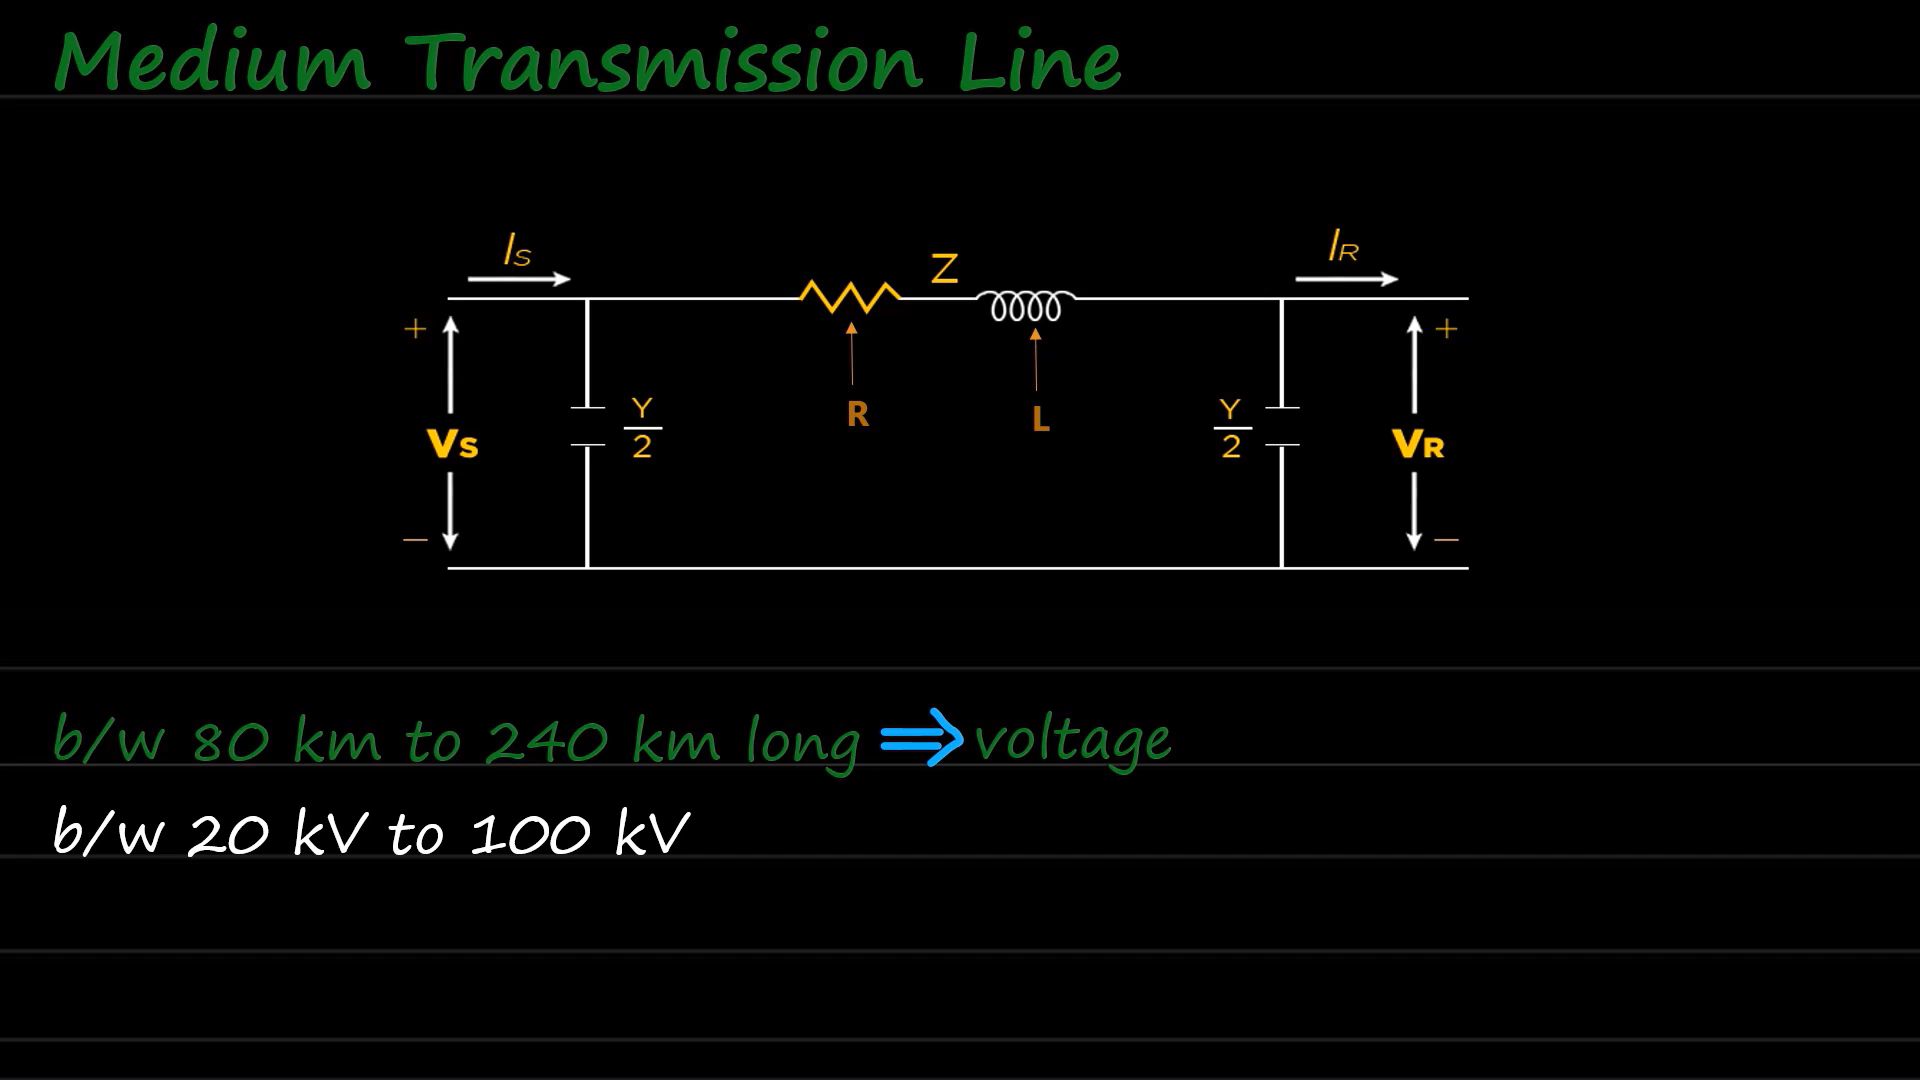 Medium Transmission Line
IS
IR
Z
+
+
R
L
Y
2
Y
2
VS
VR
−
−
b/w 80 km to 240 km long ⇒ voltage
b/w 20 kV to 100 kV